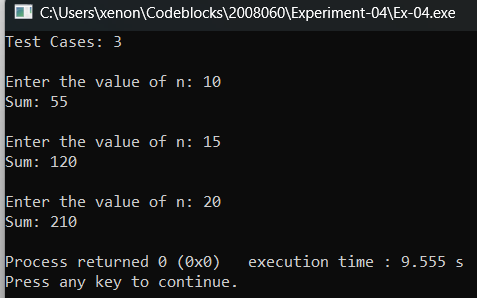 C:\Users\xenon\Codeblocks\2008060\Experiment-04\Ex-04.exe
Test Cases: 3
Enter the value of n: 10
Sum: 55
Enter the value of n: 15
Sum: 120
Enter the value of n: 20
Sum: 210
Process returned 0 (0x0)   execution time : 9.555 s
Press any key to continue.